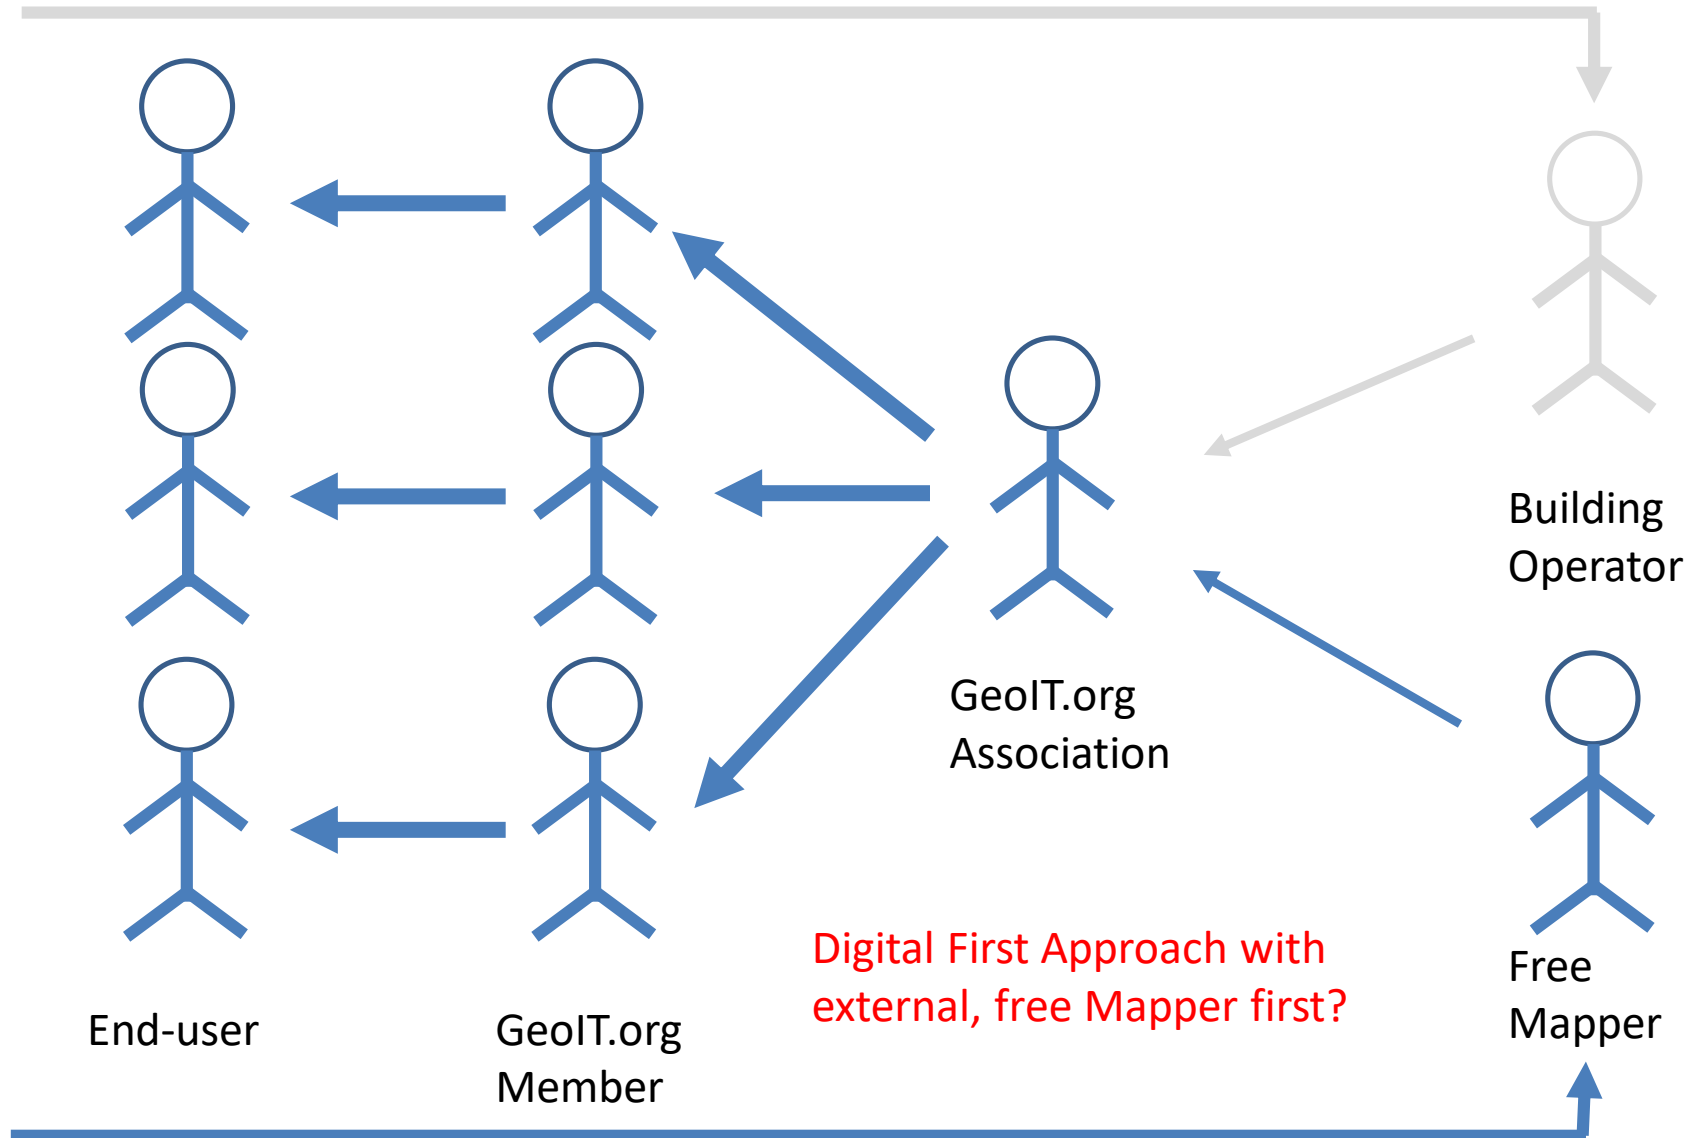 Building
Operator
GeoIT.org
Association
Digital First Approach with
external, free Mapper first?
Free
Mapper
End-user
GeoIT.org
Member